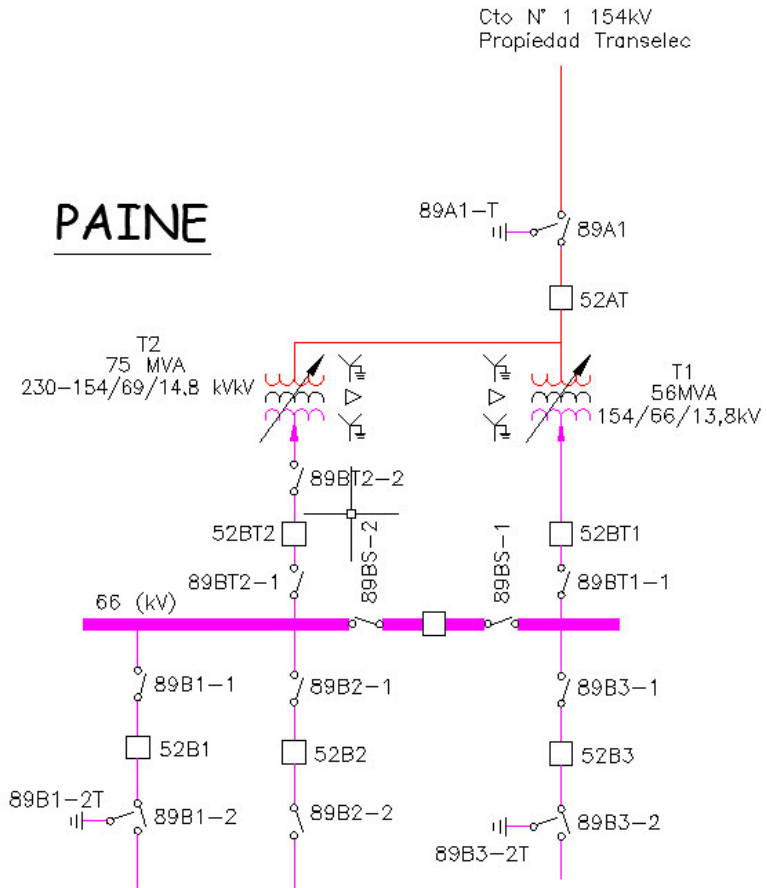 Cto N° 1 154kV
Propiedad Transelec
PAINE
89A1-T
89A1
52AT
T2
75 MVA
230-154/69/14.8 kVkV
T1
56MVA
154/66/13,8kV
89BT2-2
52BT2
89BS-2
89BS-1
52BT1
89BT2-1
89BT1-1
66 (kV)
89B1-1
89B2-1
89B3-1
52B1
52B2
52B3
89B1-2T
89B1-2
89B2-2
89B3-2
89B3-2T